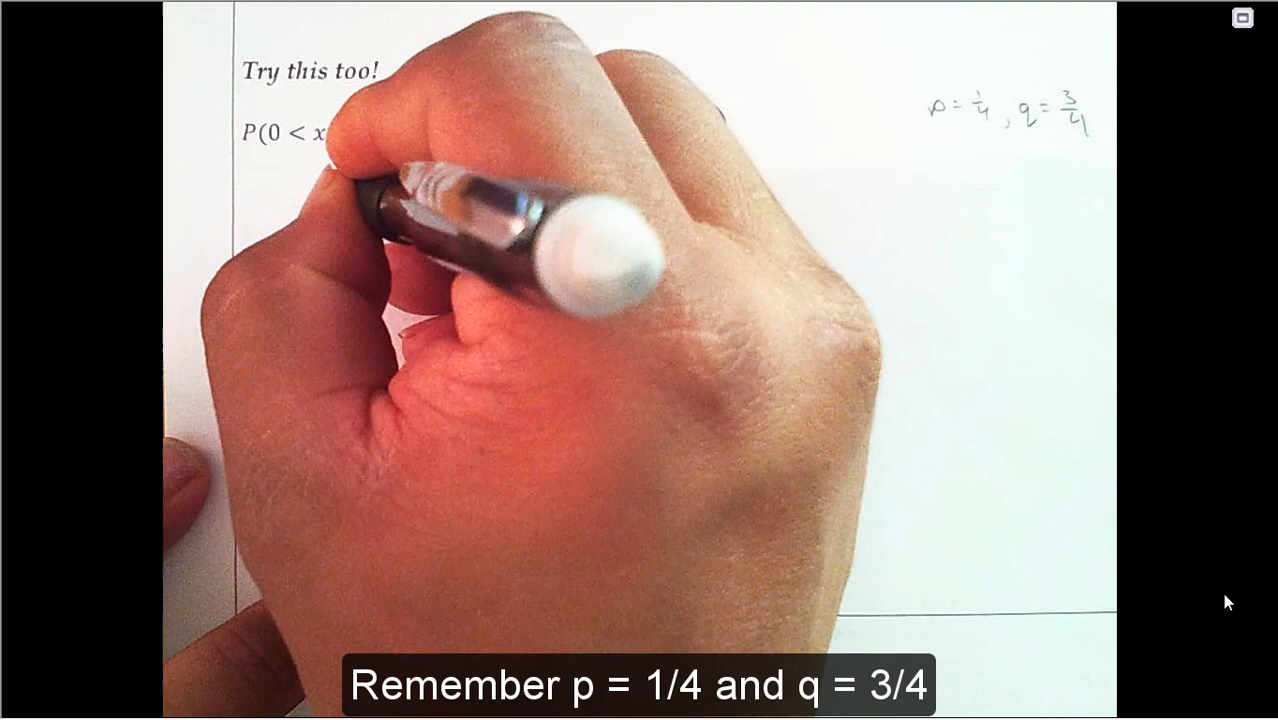 Try this too!
p = 1/4 , q = 3/4
P(0 < x
Remember p = 1/4 and q = 3/4